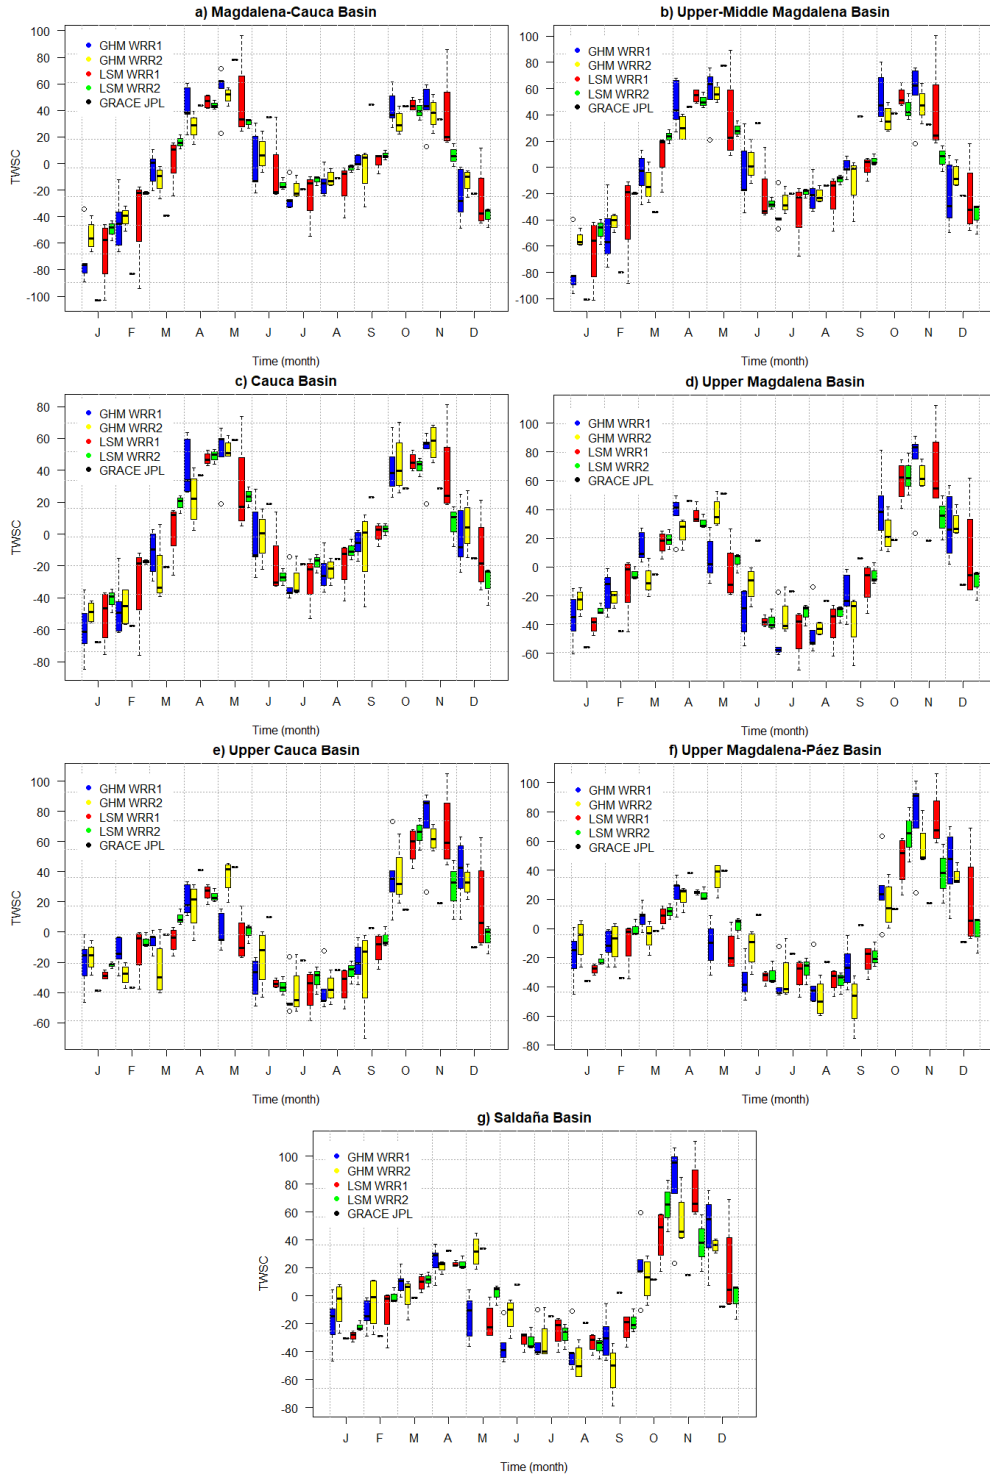 a) Magdalena-Cauca Basin
100
80
60
40
20
0
-20
-40
-60
-80
-100
TWSC
GHM WRR1
GHM WRR2
LSM WRR1
LSM WRR2
GRACE JPL
J F M A M J J A S O N D
Time (month)
b) Upper-Middle Magdalena Basin
100
80
60
40
20
0
-20
-40
-60
-80
-100
GHM WRR1
GHM WRR2
LSM WRR1
LSM WRR2
GRACE JPL
J F M A M J J A S O N D
Time (month)
c) Cauca Basin
80
60
40
20
0
-20
-40
-60
-80
TWSC
GHM WRR1
GHM WRR2
LSM WRR1
LSM WRR2
GRACE JPL
J F M A M J J A S O N D
Time (month)
d) Upper Magdalena Basin
100
80
60
40
20
0
-20
-40
-60
GHM WRR1
GHM WRR2
LSM WRR1
LSM WRR2
GRACE JPL
J F M A M J J A S O N D
Time (month)
e) Upper Cauca Basin
100
80
60
40
20
0
-20
-40
-60
TWSC
GHM WRR1
GHM WRR2
LSM WRR1
LSM WRR2
GRACE JPL
J F M A M J J A S O N D
Time (month)
f) Upper Magdalena-Páez Basin
100
80
60
40
20
0
-20
-40
-60
-80
GHM WRR1
GHM WRR2
LSM WRR1
LSM WRR2
GRACE JPL
J F M A M J J A S O N D
Time (month)
g) Saldaña Basin
100
80
60
40
20
0
-20
-40
-60
-80
TWSC
GHM WRR1
GHM WRR2
LSM WRR1
LSM WRR2
GRACE JPL
J F M A M J J A S O N D
Time (month)